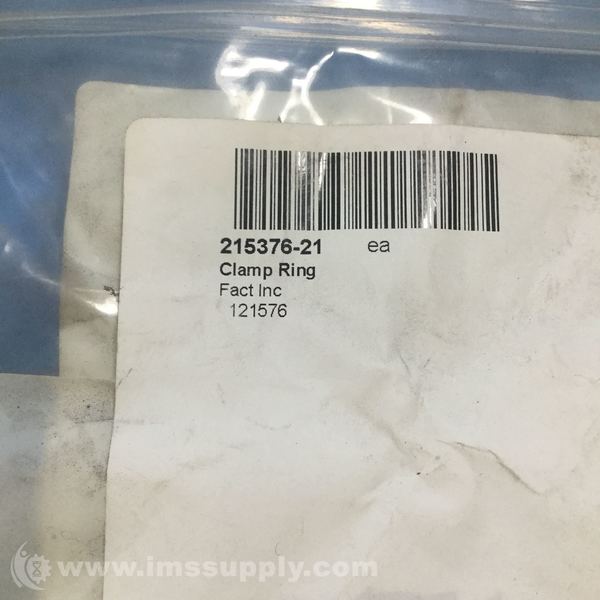 215376-21 ea
Clamp Ring
Fact Inc
121576
www.imssupply.com